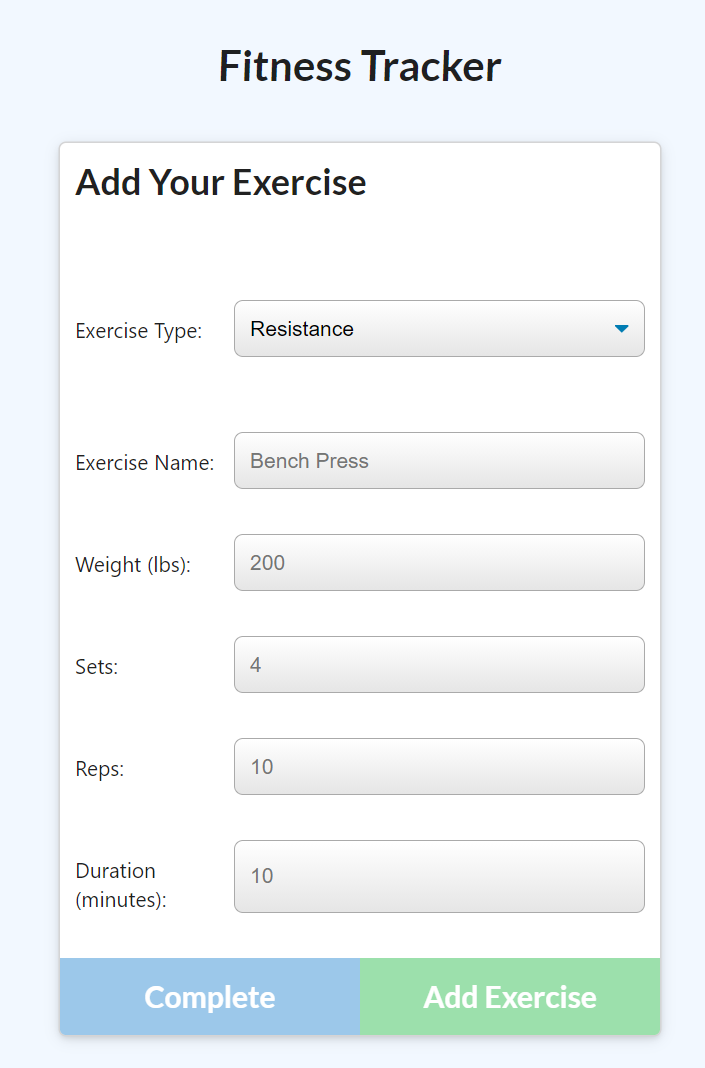 Fitness Tracker
Add Your Exercise
Exercise Type: Resistance
Exercise Name: Bench Press
Weight (lbs): 200
Sets: 4
Reps: 10
Duration
(minutes): 10
Complete Add Exercise